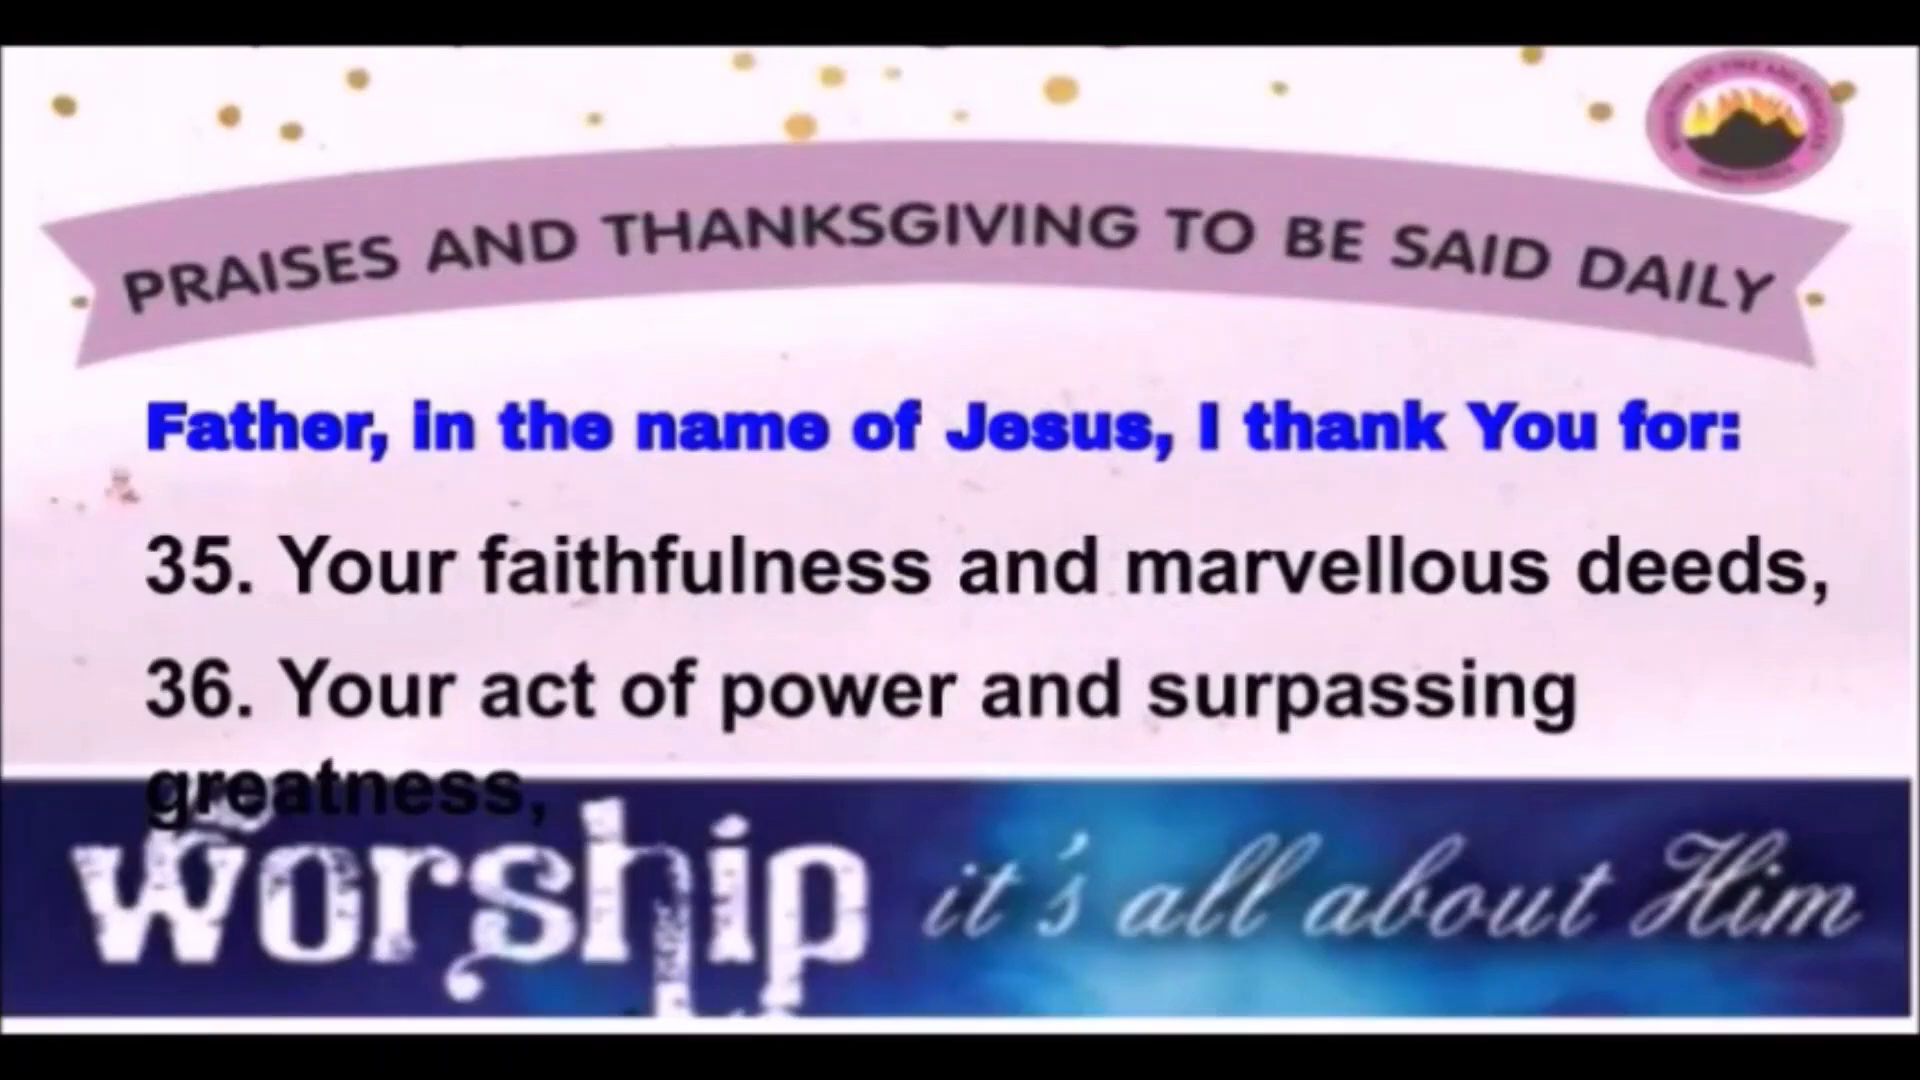 PRAISES AND THANKSGIVING TO BE SAID DAILY
Father, in the name of Jesus, I thank You for:
35. Your faithfulness and marvellous deeds,
36. Your act of power and surpassing
greatness,
worship it's all about Him